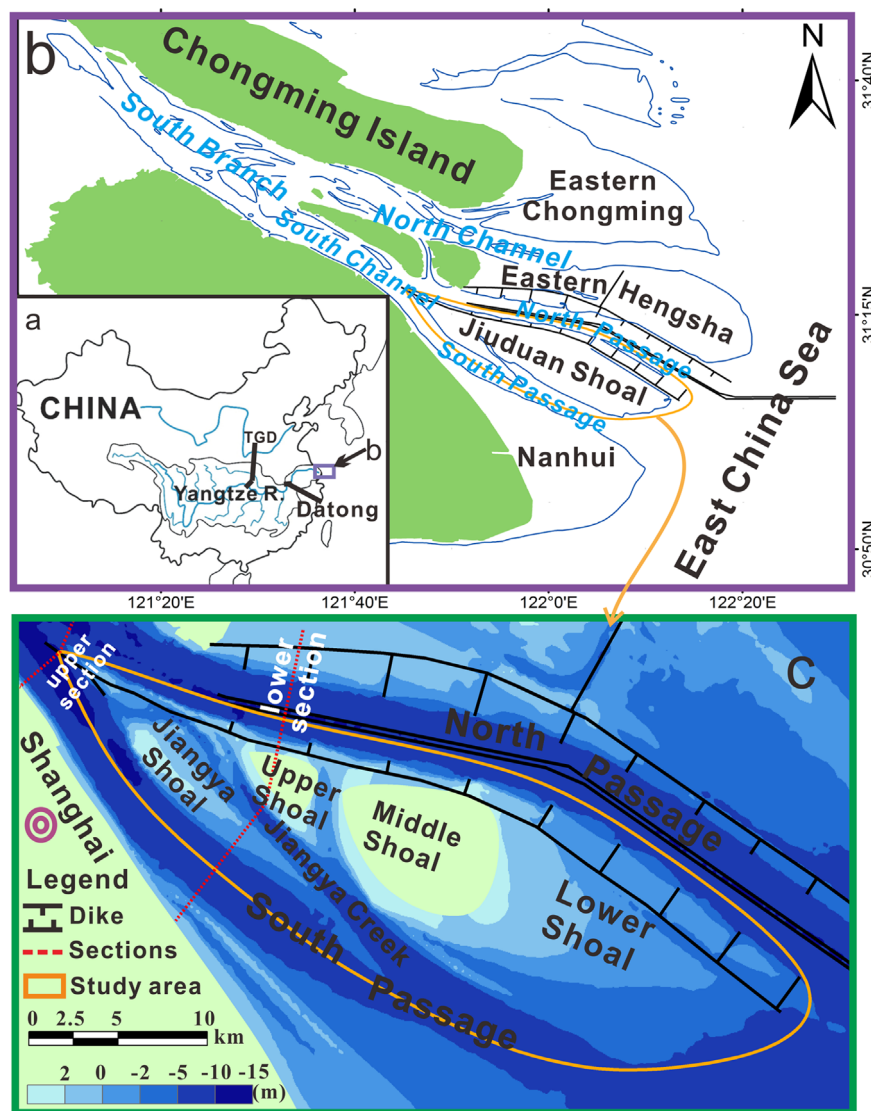 b
N
Chongming Island
South Branch
Eastern
Chongming
North Channel
South Channel
Eastern Hengsha
North Passage
Jiuduan Shoal
South Passage
Nanhui
East China Sea
31°40'N
31°15'N
30°50'N
a
CHINA
TGD
b
Yangtze R.
Datong
121°20'E
121°40'E
122°0'E
122°20'E
C
upper
section
lower
section
North
Passage
Jiangya
Shoal
Upper
Shoal
Middle
Shoal
Lower
Shoal
Jiangya Creek
South
Passage
Shanghai
Legend
Dike
Sections
Study area
0 2.5 5 10
km
2 0 -2 -5 -10 -15
(m)